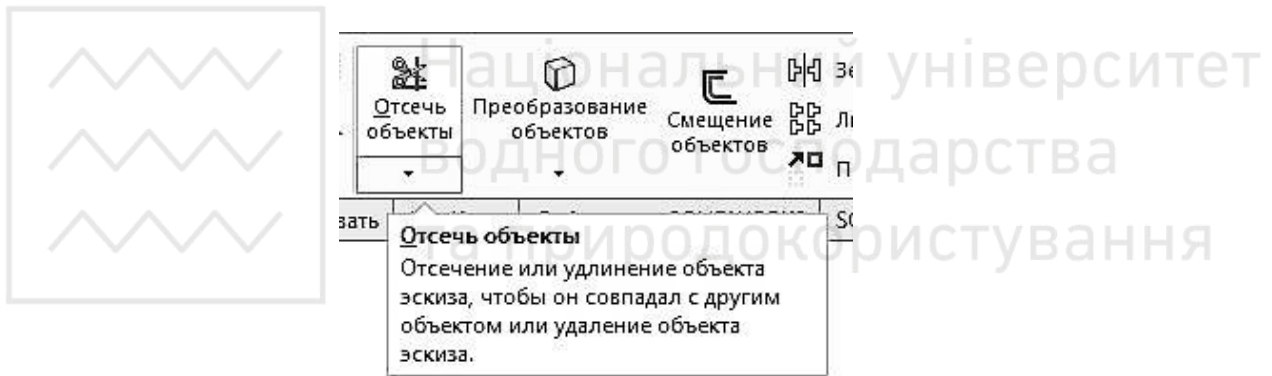 Національний університет
водного господарства
та природокористування
Отсечь
объекты
Преобразование
объектов
Смещение
объектов
Отсечь объекты
Отсечение или удлинение объекта
эскиза, чтобы он совпадал с другим
объектом или удаление объекта
эскиза.